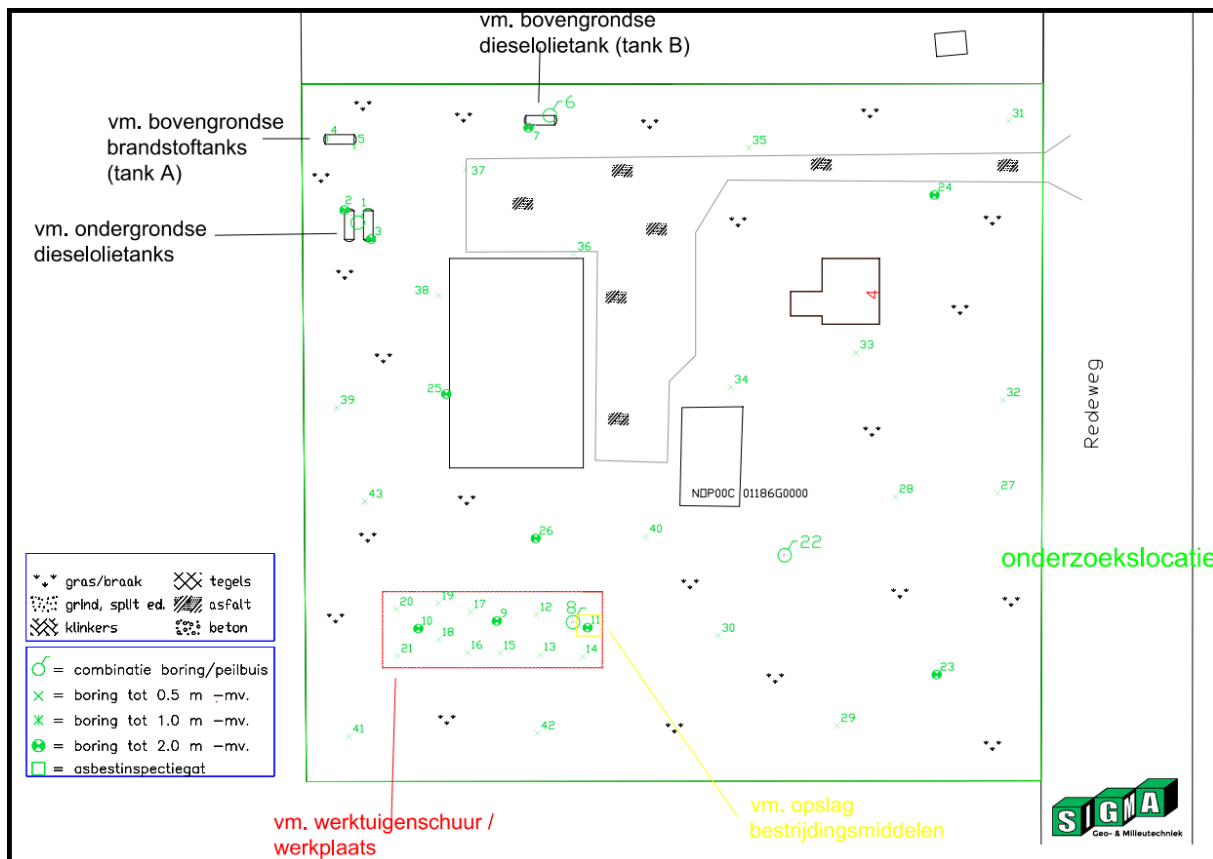 vm. bovengrondse
dieselolietank (tank B)
vm. bovengrondse
brandstoftanks
(tank A)
vm. ondergrondse
dieselolietanks
6
7
4
5
31
35
37
24
2
1
3
36
38
4
33
34
32
25
39
Redeweg
NOP00C 01186G0000
28
27
43
26
40
22
onderzoekslocatie
20
19
17
9
12
8
11
10
18
21
16
15
13
14
30
23
29
41
42
gras/braak
tegels
grind, split ed.
asfalt
klinkers
beton
= combinatie boring/peilbuis
= boring tot 0.5 m -mv.
= boring tot 1.0 m -mv.
= boring tot 2.0 m -mv.
= asbestinspectiegat
vm. werktuigenschuur /
werkplaats
vm. opslag
bestrijdingsmiddelen
SIGMA
Geo- & Milieutechniek